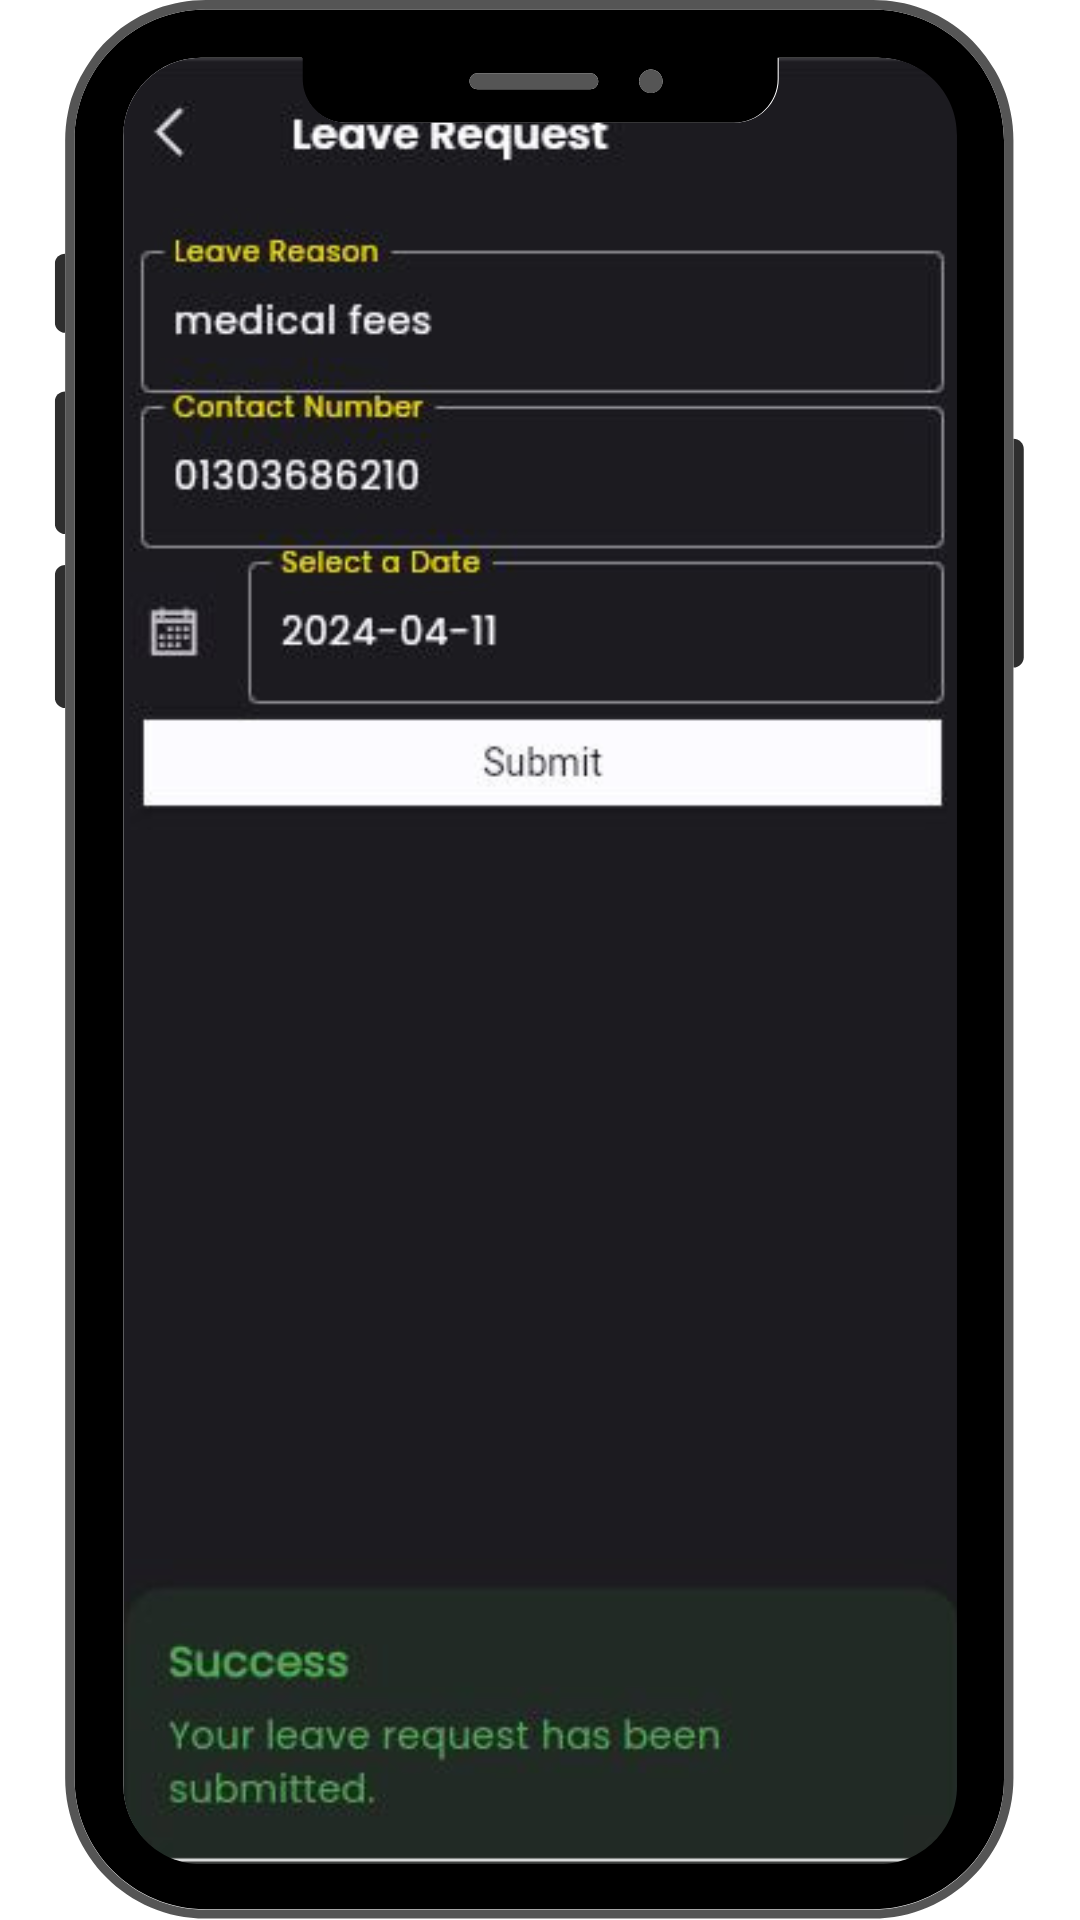 Leave Request
Leave Reason
medical fees
Contact Number
01303686210
Select a Date
2024-04-11
Submit
Success
Your leave request has been
submitted.